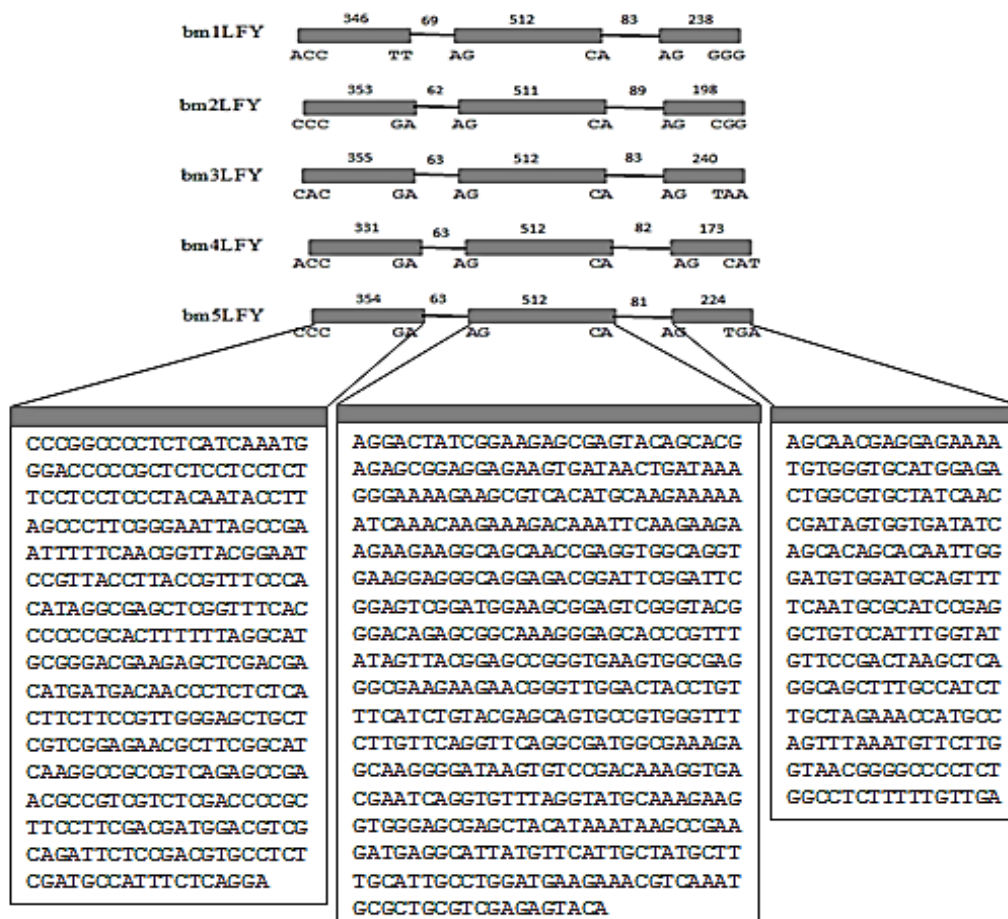 346 69 512 83 238
bm1LFY
ACC TT AG CA AG GGG
353 62 511 89 198
bm2LFY
CCC GA AG CA AG CGG
355 63 512 83 240
bm3LFY
CAC GA AG CA AG TAA
331 63 512 82 173
bm4LFY
ACC GA AG CA AG CAT
354 63 512 81 224
bm5LFY
CCC GA AG CA AG TGA
CCCGGCCCCTCTCATCAAATG
GGACCCCCGCTCTCCTCCTCT
TCCTCCTCCCTACAATACCTT
AGCCCTTCGGGAATTAGCCGA
ATTTTTCAACGGTTACGGAAT
CCGTTACCTTACCGTTTCCCA
CATAGGCGAGCTCGGTTTCAC
CCCCCGCACTTTTTTAGGCAT
GCGGGACGAAGAGCTCGACGA
CATGATGACAACCCTCTCTCA
CTTCTTCCGTTGGGAGCTGCT
CGTCGGAGAACGCTTCGGCAT
CAAGGCCGCCGTCAGAGCCGA
ACGCCGTCGTCTCGACCCCGC
TTCCTTCGACGATGGACGTCG
CAGATTCTCCGACGTGCCTCT
CGATGCCATTTCTCAGGA
AGGACTATCGGAAGAGCGAGTACAGCACG
AGAGCGGAGGAGAAGTGATAACTGATAAA
GGGAAAAGAAGCGTCACATGCAAGAAAAA
ATCAAACAAGAAAGACAAATTCAAGAAGA
AGAAGAAGGCAGCAACCGAGGTGGCAGGT
GAAGGAGGGCAGGAGACGGATTCGGATTC
GGAGTCGGATGGAAGCGGAGTCGGGTACG
GGACAGAGCGGCAAAGGGAGCACCCGTTT
ATAGTTACGGAGCCGGGTGAAGTGGCGAG
GGCGAAGAAGAACGGGTTGGACTACCTGT
TTCATCTGTACGAGCAGTGCCGTGGGTTT
CTTGTTCAGGTTCAGGCGATGGCGAAAGA
GCAAGGGGATAAGTGTCCGACAAAGGTGA
CGAATCAGGTGTTTAGGTATGCAAAGAAG
GTGGGAGCGAGCTACATAAATAAGCCGAA
GATGAGGCATTATGTTCATTGCTATGCTT
TGCATTGCCTGGATGAAGAAACGTCAAAT
GCGCTGCGTCGAGAGTACA
AGCAACGAGGAGAAAA
TGTGGGTGCATGGAGA
CTGGCGTGCTATCAAC
CGATAGTGGTGATATC
AGCACAGCACAATTGG
GATGTGGATGCAGTTT
TCAATGCGCATCCGAG
GCTGTCCATTTGGTAT
GTTCCGACTAAGCTCA
GGCAGCTTTGCCATCT
TGCTAGAAACCATGCC
AGTTTAAATGTTCTTG
GTAACGGGGCCCCTCT
GGCCTCTTTTTGTTGA